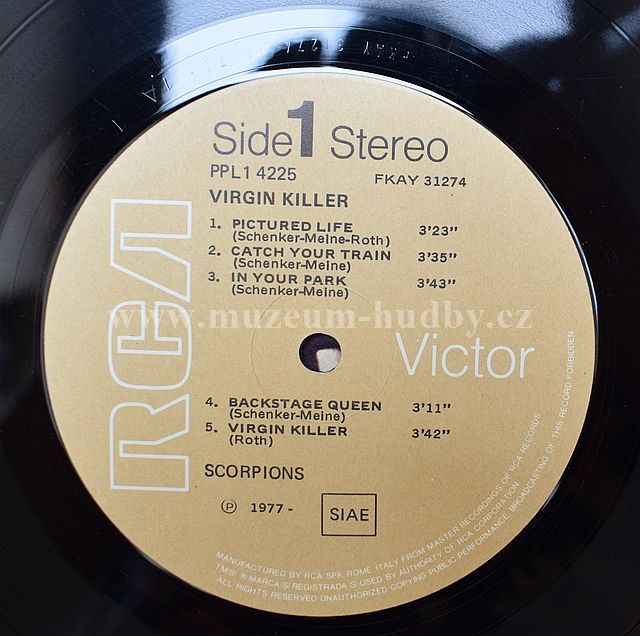 Side 1 Stereo
PPL1 4225 FKAY 31274
VIRGIN KILLER
1. PICTURED LIFE 3'23"
(Schenker-Meine-Roth)
2. CATCH YOUR TRAIN 3'35"
(Schenker-Meine)
3. IN YOUR PARK 3'43"
(Schenker-Meine)
www.muzeum-hudby.cz
RCA
Victor
4. BACKSTAGE QUEEN 3'11"
(Schenker-Meine)
5. VIRGIN KILLER 3'42"
(Roth)
SCORPIONS
Ⓟ 1977 - SIAE
MANUFACTURED BY RCA SPA, ROME, ITALY FROM MASTER RECORDINGS OF RCA RECORDS
TM(S) ® MARCA(S) REGISTRADA(S) USED BY AUTHORITY OF RCA CORPORATION
ALL RIGHTS RESERVED UNAUTHORIZED COPYING PUBLIC PERFORMANCE BROADCASTING OF THIS RECORD FORBIDDEN